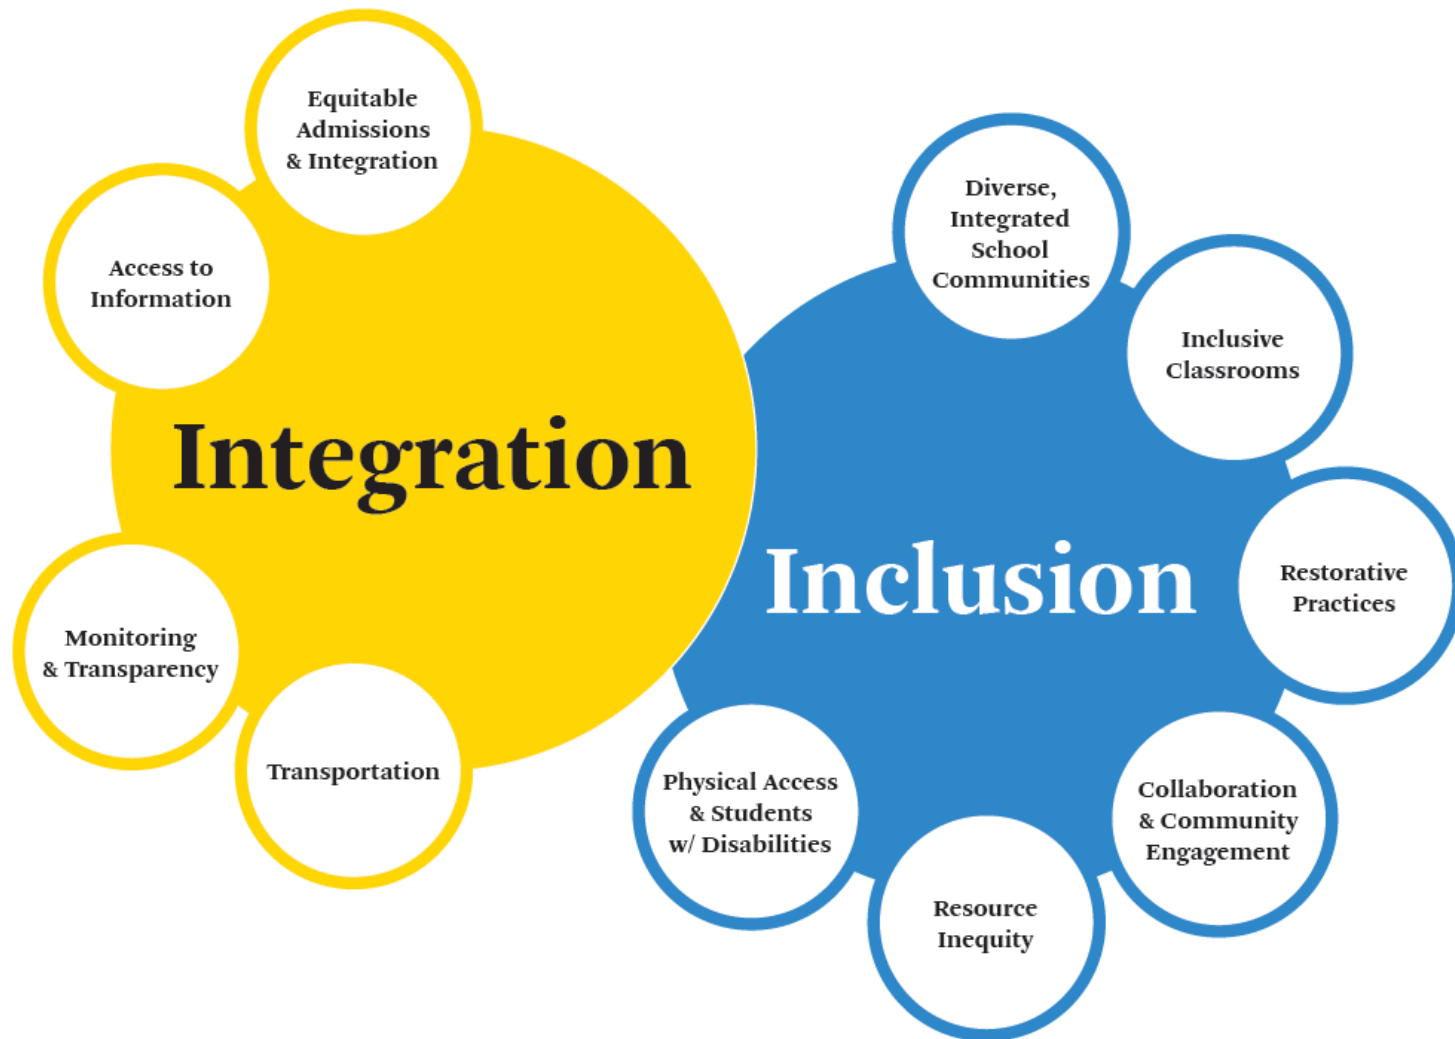 Equitable
Admissions
& Integration
Access to
Information
Integration
Monitoring
& Transparency
Transportation
Diverse,
Integrated
School
Communities
Inclusive
Classrooms
Inclusion
Restorative
Practices
Physical Access
& Students
w/ Disabilities
Collaboration
& Community
Engagement
Resource
Inequity